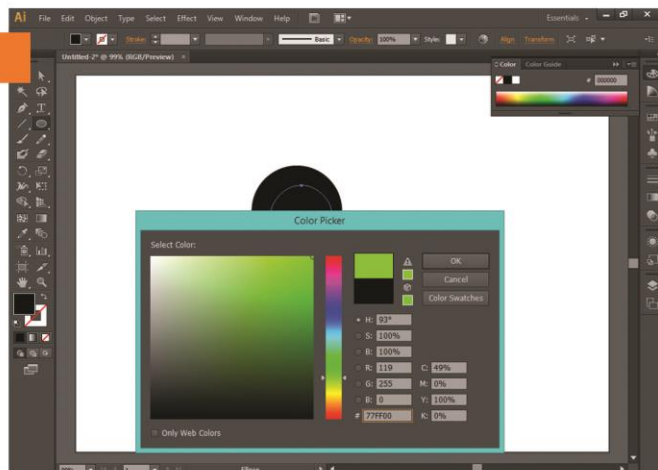 Ai File Edit Object Type Select Effect View Window Help Essentials
Stroke: Basic Opacity: 100% Style: Align Transform
Untitled-2* @ 99% (RGB/Preview) ×
Color Color Guide
# 000000
Color Picker
Select Color:
OK
Cancel
Color Swatches
H: 93°
S: 100%
B: 100%
R: 119 C: 49%
G: 255 M: 0%
B: 0 Y: 100%
# 77FF00 K: 0%
Only Web Colors
Ellipse